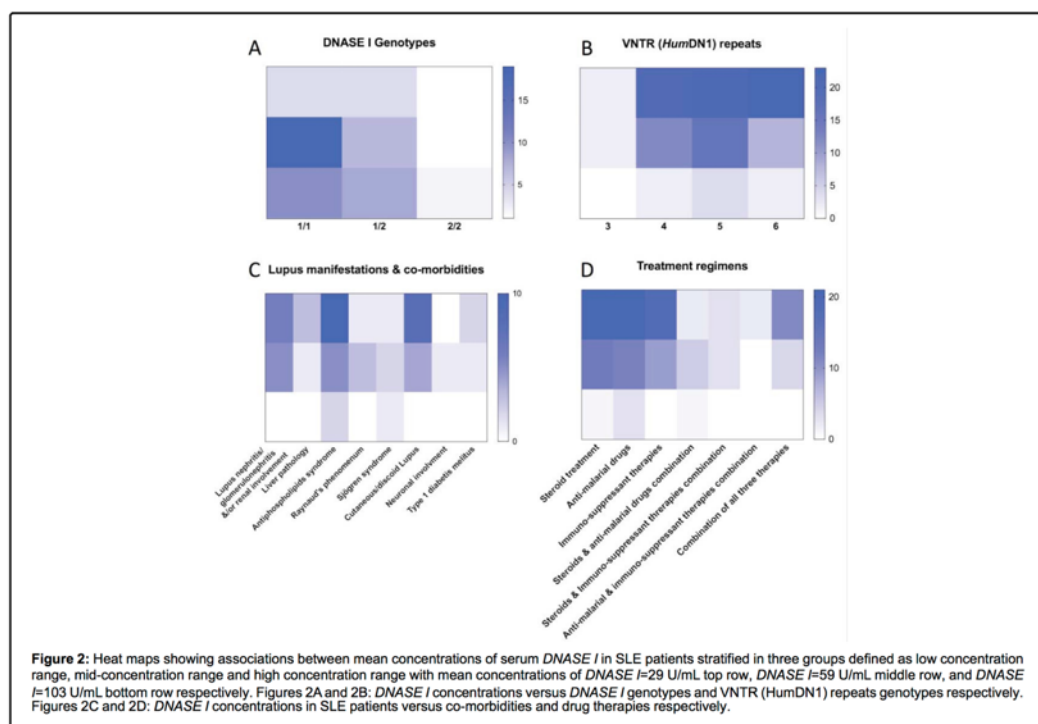 A
DNASE I Genotypes
15
10
5
1/1 1/2 2/2
B
VNTR (HumDN1) repeats
20
15
10
5
0
3 4 5 6
C
Lupus manifestations & co-morbidities
10
0
Lupus nephritis/
glomerulonephritis
&/or renal involvement
Liver pathology
Antiphospholipids syndrome
Raynaud's phenomenum
Sjögren syndrome
Cutaneous/discoid Lupus
Neuronal involvment
Type 1 diabetis melitus
D
Treatment regimens
20
15
10
5
0
Steroid treatment
Anti-malarial drugs
Immuno-suppressant therapies
Steroids & anti-malarial drugs combination
Steroids & Immuno-suppressant threrapies combination
Anti-malarial & immuno-suppressant therapies combination
Combination of all three therapies
Figure 2: Heat maps showing associations between mean concentrations of serum DNASE I in SLE patients stratified in three groups defined as low concentration
range, mid-concentration range and high concentration range with mean concentrations of DNASE I=29 U/mL top row, DNASE I=59 U/mL middle row, and DNASE
I=103 U/mL bottom row respectively. Figures 2A and 2B: DNASE I concentrations versus DNASE I genotypes and VNTR (HumDN1) repeats genotypes respectively.
Figures 2C and 2D: DNASE I concentrations in SLE patients versus co-morbidities and drug therapies respectively.